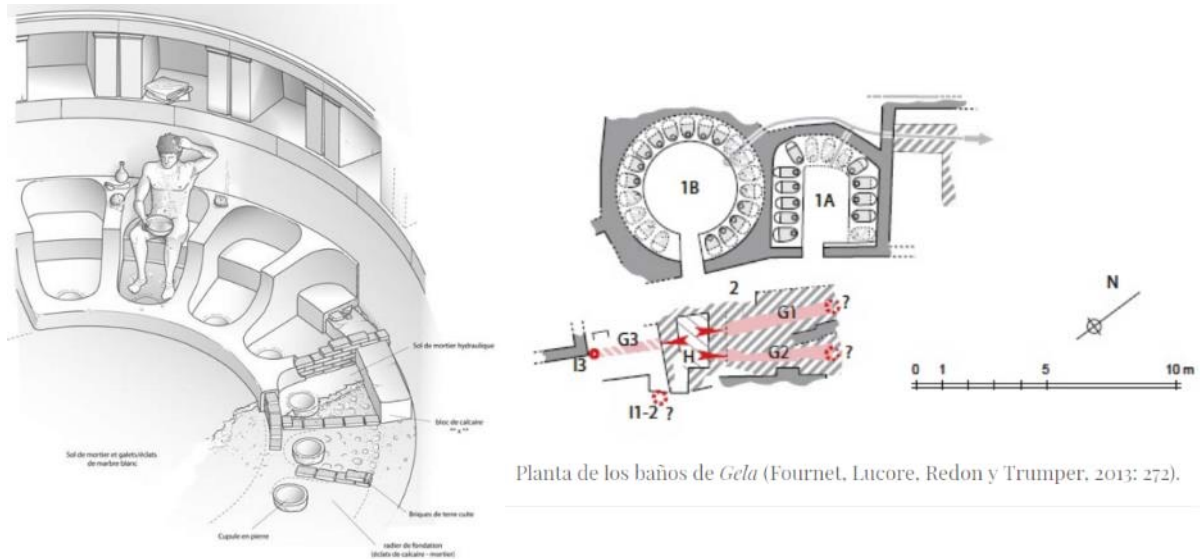 Sol de mortier hydraulique
bloc de calcaire
** x **
Sol de mortier et galets/éclats
de marbre blanc
Briques de terre cuite
Cupule en pierre
radier de fondation
(éclats de calcaire - mortier)
1B
1A
2
N
G1
?
G3
H
G2
?
I3
I1-2
?
0 1 5 10 m
Planta de los baños de Gela (Fournet, Lucore, Redon y Trumper, 2013: 272).